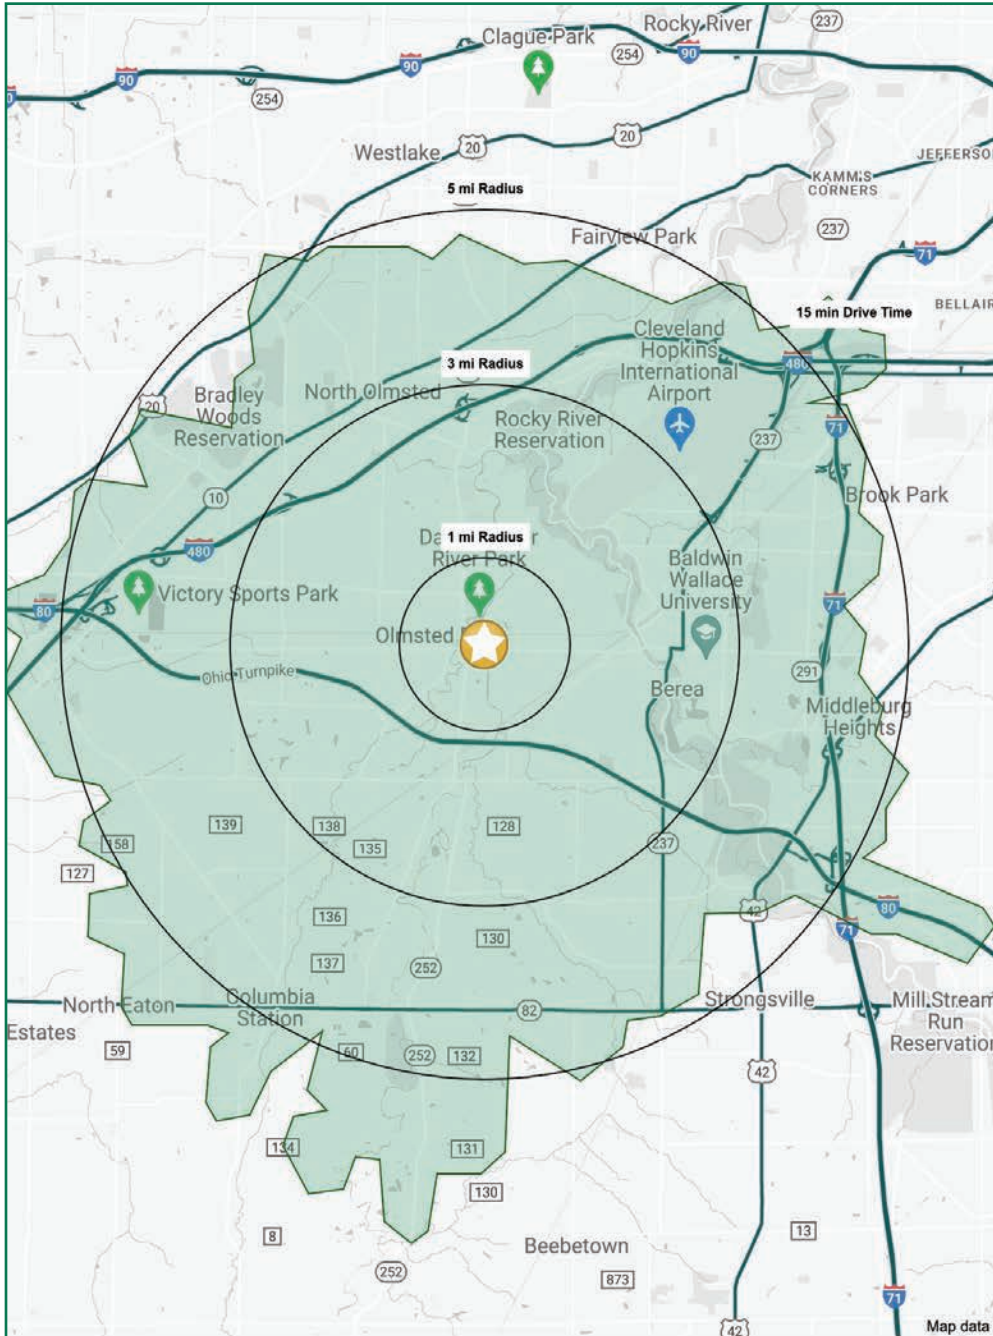 Rocky River
237
Clague Park
254
90
90
90
254
20
20
Westlake
JEFFERSO
KAMM'S
CORNERS
5 mi Radius
237
Fairview Park
71
BELLAIR
15 min Drive Time
Cleveland
Hopkins
International
Airport
480
3 mi Radius
North Olmsted
20
Bradley
Woods
Reservation
Rocky River
Reservation
237
71
Brook Park
10
1 mi Radius
River Park
480
Baldwin
Wallace
University
80
Victory Sports Park
71
Olmsted
Ohio Turnpike
291
Berea
Middleburg
Heights
139
138
128
158
135
237
127
136
42
80
130
71
137
252
North Eaton
Columbia
Station
82
Strongsville
Mill Stream
Run
Reservation
Estates
59
60
252
132
42
134
131
130
8
13
Beebetown
252
873
71
42
Map data